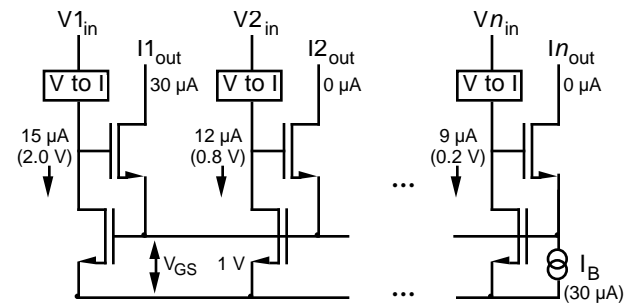 V1in V2in Vnin
I1out I2out Inout
V to I V to I V to I
30 µA 0 µA 0 µA
15 µA 12 µA 9 µA
(2.0 V) (0.8 V) (0.2 V)
... 
VGS 1 V IB
(30 µA)
...